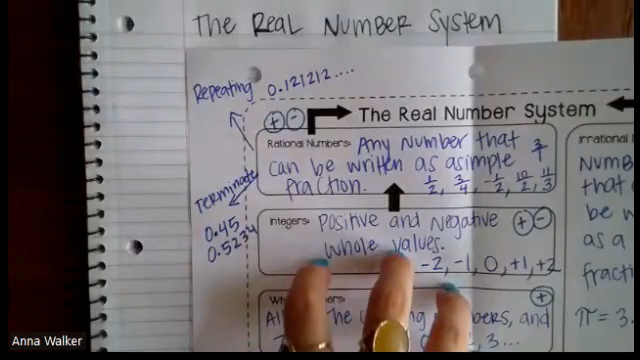 The Real Number System
Repeating 0.121212....
The Real Number System
Rational Numbers: Any number that
can be written as a simple
fraction. 1/2, 3/4, -1/2, 10/2, 11/3
Terminate
0.45
0.5234
Integers: Positive and Negative
whole values.
-2, -1, 0, +1, +2
Numb
that
be w
as a
fracti
π = 3.
and
3...
Anna Walker